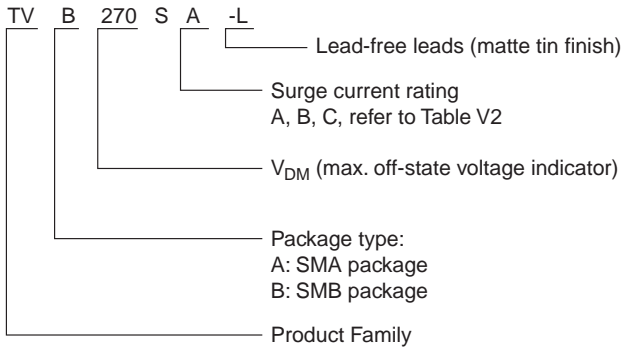 TV B 270 S A -L
Lead-free leads (matte tin finish)
Surge current rating
A, B, C, refer to Table V2
VDM (max. off-state voltage indicator)
Package type:
A: SMA package
B: SMB package
Product Family